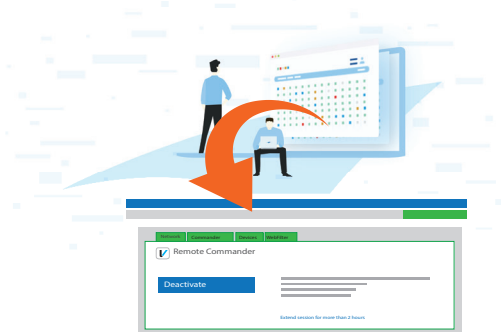 Network Commander Devices WebFilter
Remote Commander
Deactivate
Extend session for more than 2 hours